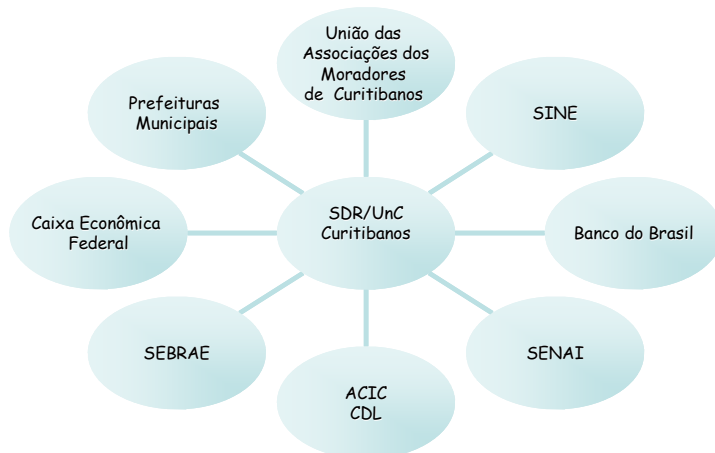 União das
Associações dos
Moradores
de Curitibanos
Prefeituras
Municipais
SINE
Caixa Econômica
Federal
SDR/UnC
Curitibanos
Banco do Brasil
SEBRAE
SENAI
ACIC
CDL